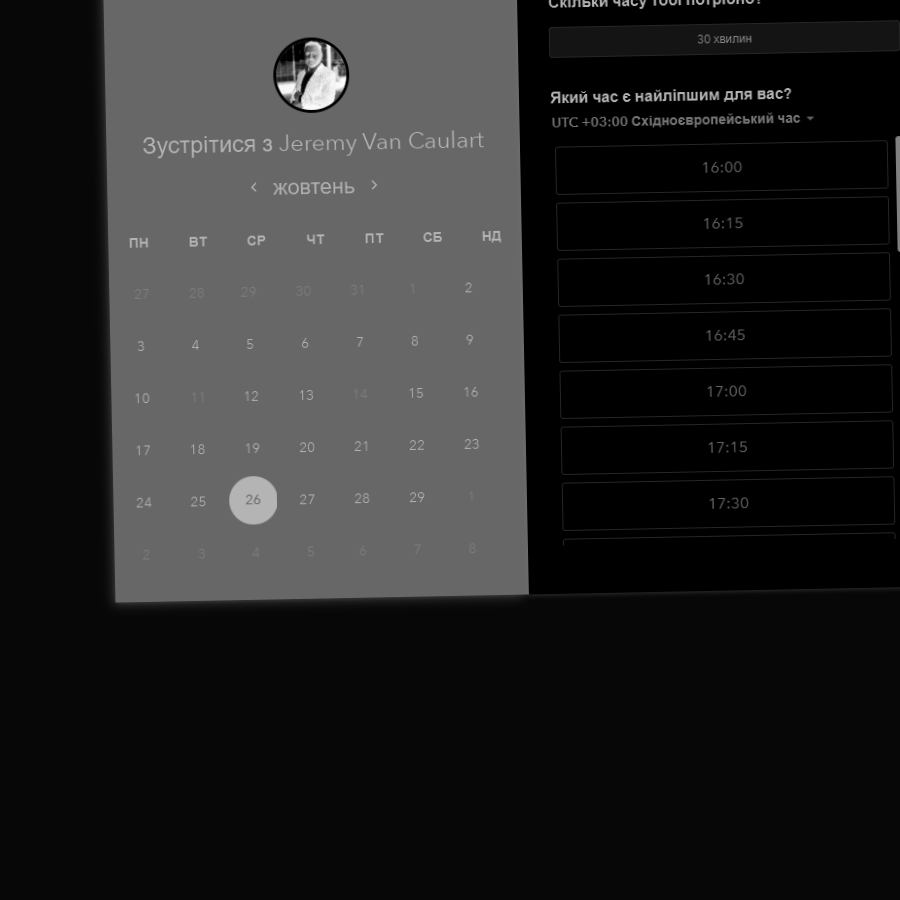 Скільки часу тобі потрібно?
30 хвилин
Який час є найліпшим для вас?
UTC +03:00 Східноєвропейський час
16:00
16:15
16:30
16:45
17:00
17:15
17:30
Зустрітися з Jeremy Van Caulart
‹ жовтень ›
ПН ВТ СР ЧТ ПТ СБ НД
27 28 29 30 31 1 2
3 4 5 6 7 8 9
10 11 12 13 14 15 16
17 18 19 20 21 22 23
24 25 26 27 28 29 1
2 3 4 5 6 7 8